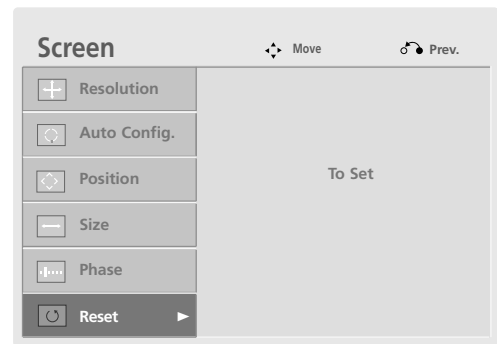 Screen
Move
Prev.
Resolution
Auto Config.
Position
Size
Phase
Reset
To Set